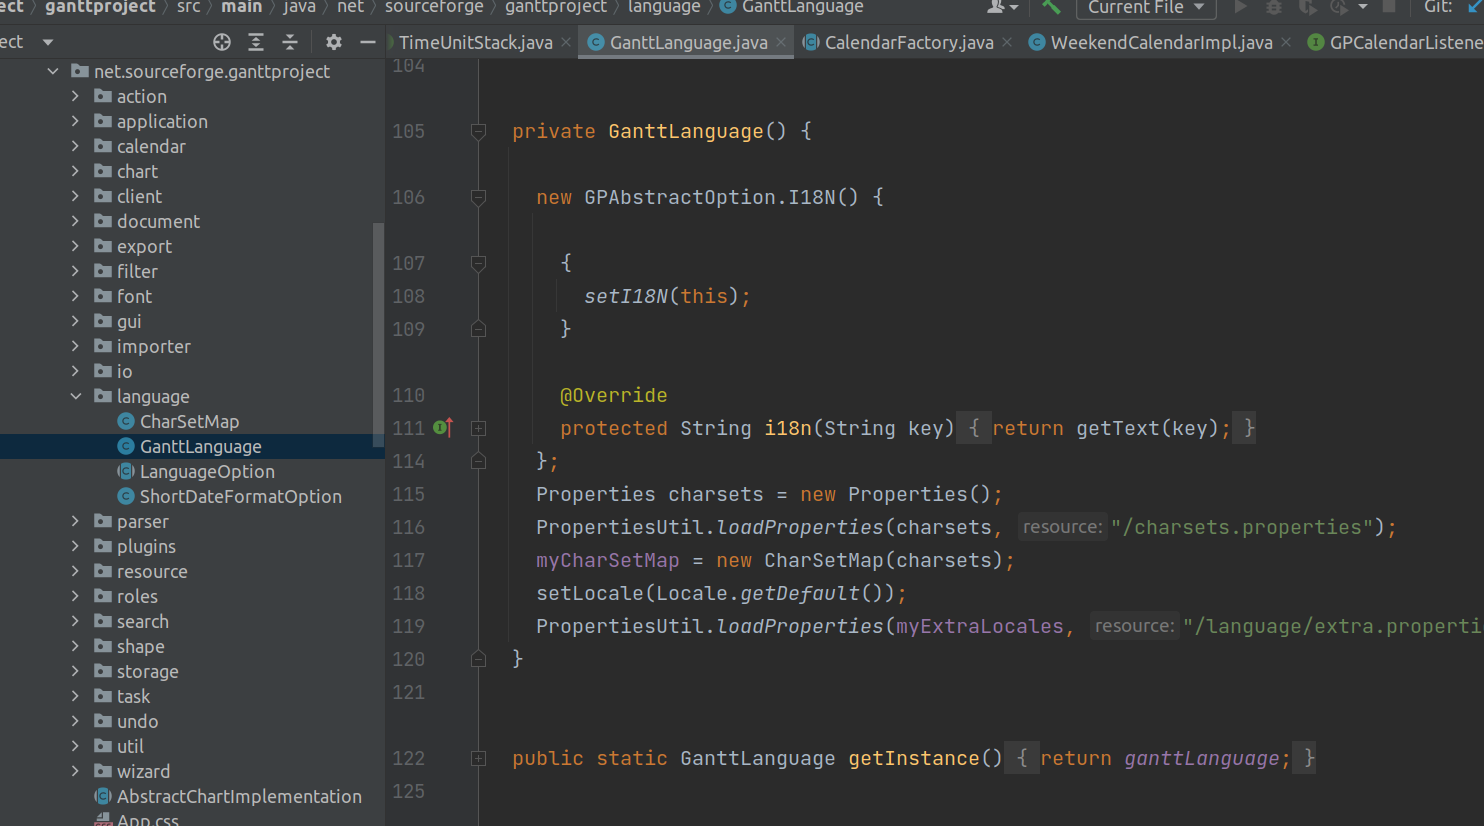 ect ganttproject src main java net sourceforge ganttproject language GanttLanguage Current File Git:
ect TimeUnitStack.java GanttLanguage.java CalendarFactory.java WeekendCalendarImpl.java GPCalendarListene
net.sourceforge.ganttproject
action
application
calendar
chart
client
document
export
filter
font
gui
importer
io
language
CharSetMap
GanttLanguage
LanguageOption
ShortDateFormatOption
parser
plugins
resource
roles
search
shape
storage
task
undo
util
wizard
AbstractChartImplementation
App.css
104
105 private GanttLanguage() {
106 new GPAbstractOption.I18N() {
107 {
108 setI18N(this);
109 }
110 @Override
111 protected String i18n(String key) { return getText(key); }
114 };
115 Properties charsets = new Properties();
116 PropertiesUtil.loadProperties(charsets, resource: "/charsets.properties");
117 myCharSetMap = new CharSetMap(charsets);
118 setLocale(Locale.getDefault());
119 PropertiesUtil.loadProperties(myExtraLocales, resource: "/language/extra.properti
120 }
121
122 public static GanttLanguage getInstance() { return ganttLanguage; }
125